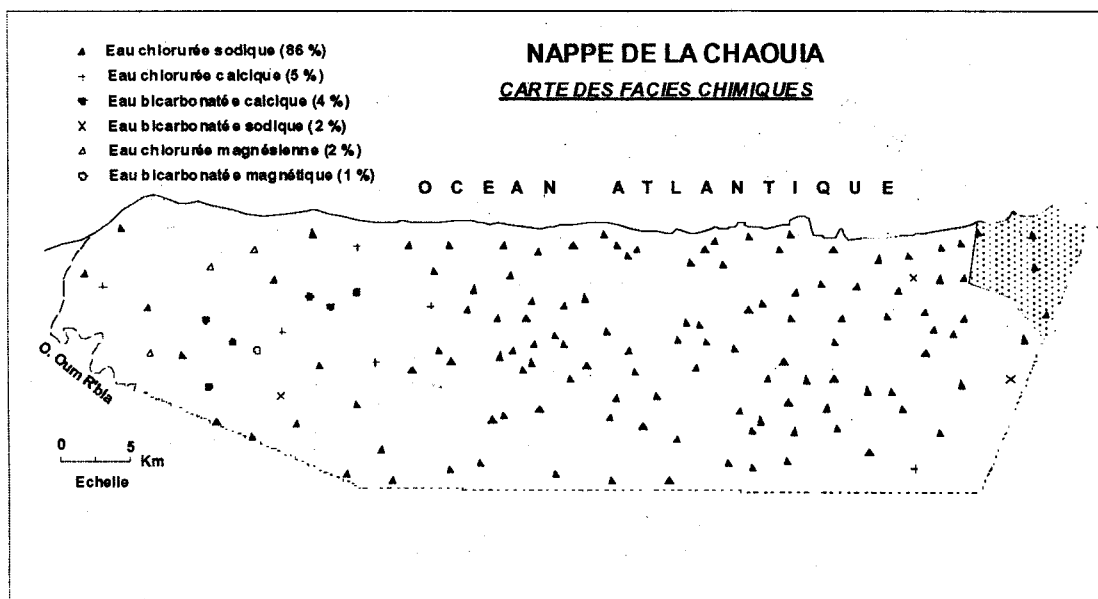 NAPPE DE LA CHAOUIA
CARTE DES FACIES CHIMIQUES
Eau chlorurée sodique (86 %)
Eau chlorurée calcique (5 %)
Eau bicarbonatée calcique (4 %)
Eau bicarbonatée sodique (2 %)
Eau chlorurée magnésienne (2 %)
Eau bicarbonatée magnétique (1 %)
OCEAN ATLANTIQUE
O. Oum R'bia
0 5 Km
Echelle